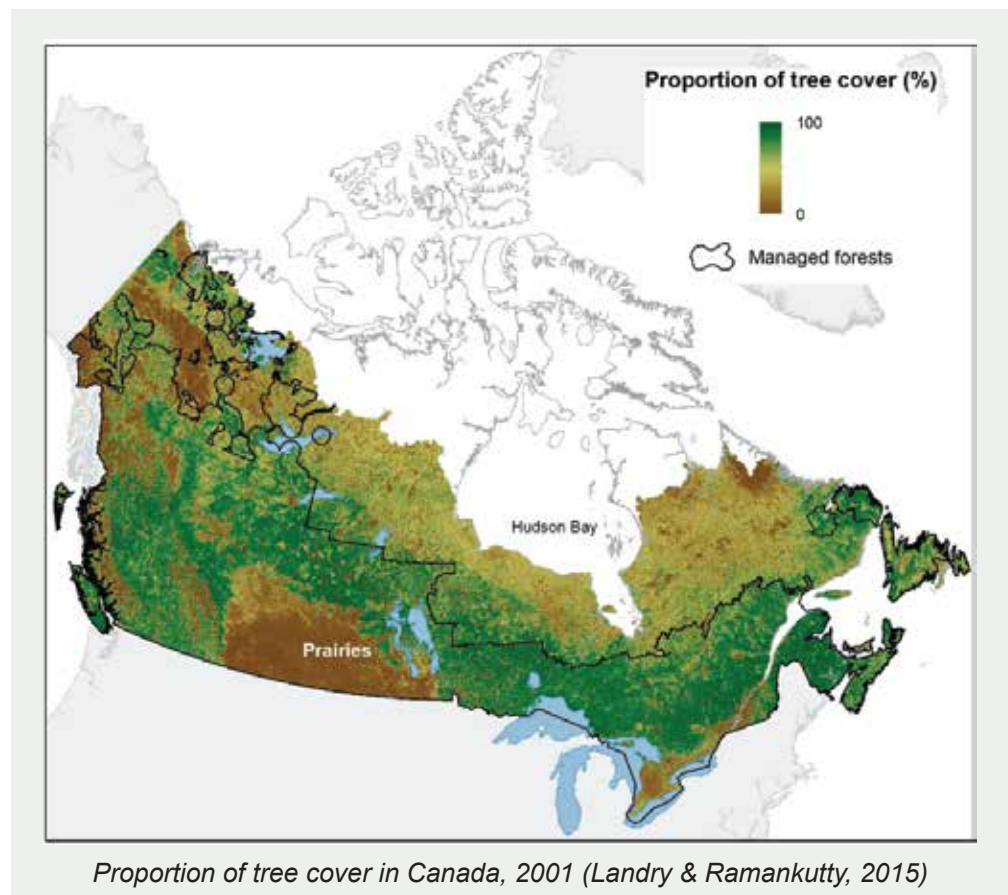 Proportion of tree cover (%)
100
0
Managed forests
Hudson Bay
Prairies
Proportion of tree cover in Canada, 2001 (Landry & Ramankutty, 2015)